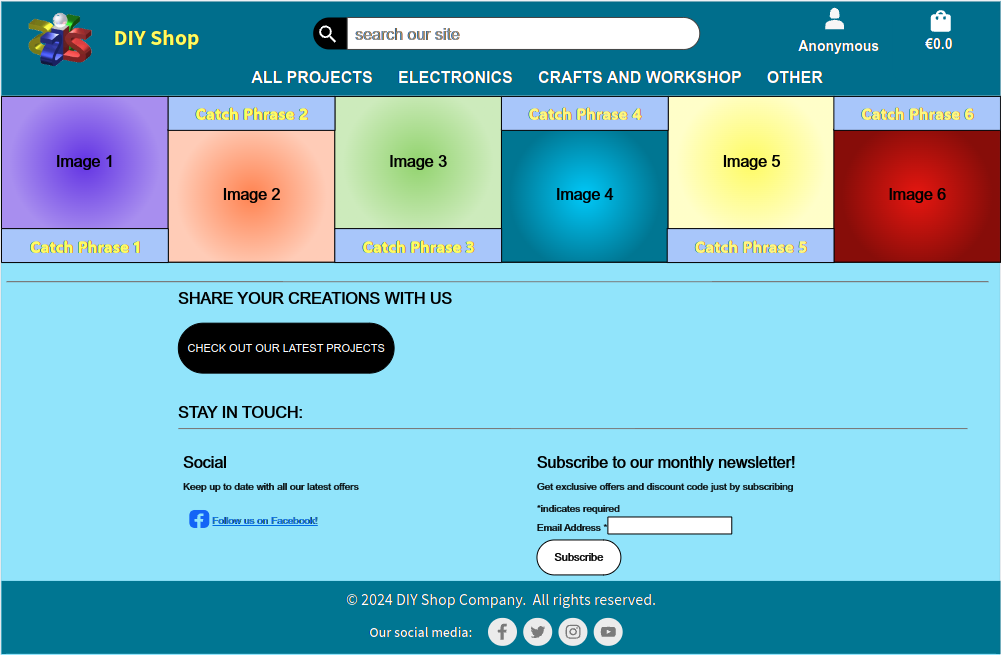 DIY Shop
search our site
Anonymous
€0.0
ALL PROJECTS ELECTRONICS CRAFTS AND WORKSHOP OTHER
Image 1
Catch Phrase 1
Catch Phrase 2
Image 2
Image 3
Catch Phrase 3
Catch Phrase 4
Image 4
Image 5
Catch Phrase 5
Catch Phrase 6
Image 6
SHARE YOUR CREATIONS WITH US
CHECK OUT OUR LATEST PROJECTS
STAY IN TOUCH:
Social
Keep up to date with all our latest offers
Follow us on Facebook!
Subscribe to our monthly newsletter!
Get exclusive offers and discount code just by subscribing
*indicates required
Email Address *
Subscribe
© 2024 DIY Shop Company. All rights reserved.
Our social media: